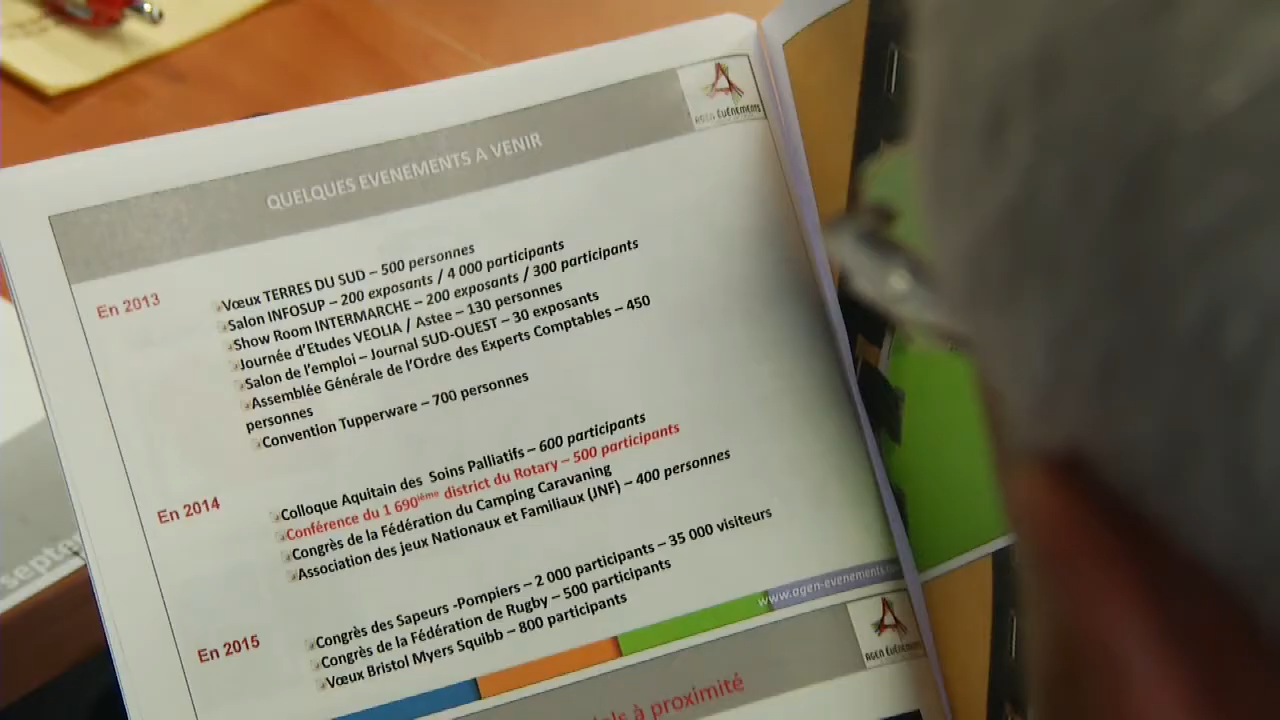 AGEN ÉVÉNEMENTS
QUELQUES EVENEMENTS A VENIR
En 2013
Vœux TERRES DU SUD – 500 personnes
Salon INFOSUP – 200 exposants / 4 000 participants
Show Room INTERMARCHE – 200 exposants / 300 participants
Journée d'Etudes VEOLIA / Astee – 130 personnes
Salon de l'emploi – Journal SUD-OUEST – 30 exposants
Assemblée Générale de l'Ordre des Experts Comptables – 450
personnes
Convention Tupperware – 700 personnes
En 2014
Colloque Aquitain des Soins Palliatifs – 600 participants
Conférence du 1 690ième district du Rotary – 500 participants
Congrès de la Fédération du Camping Caravaning
Association des jeux Nationaux et Familiaux (JNF) – 400 personnes
En 2015
Congrès des Sapeurs -Pompiers – 2 000 participants – 35 000 visiteurs
Congrès de la Fédération de Rugby – 500 participants
Vœux Bristol Myers Squibb – 800 participants
www.agen-evenements.
AGEN ÉVÉNEMENTS
à proximité